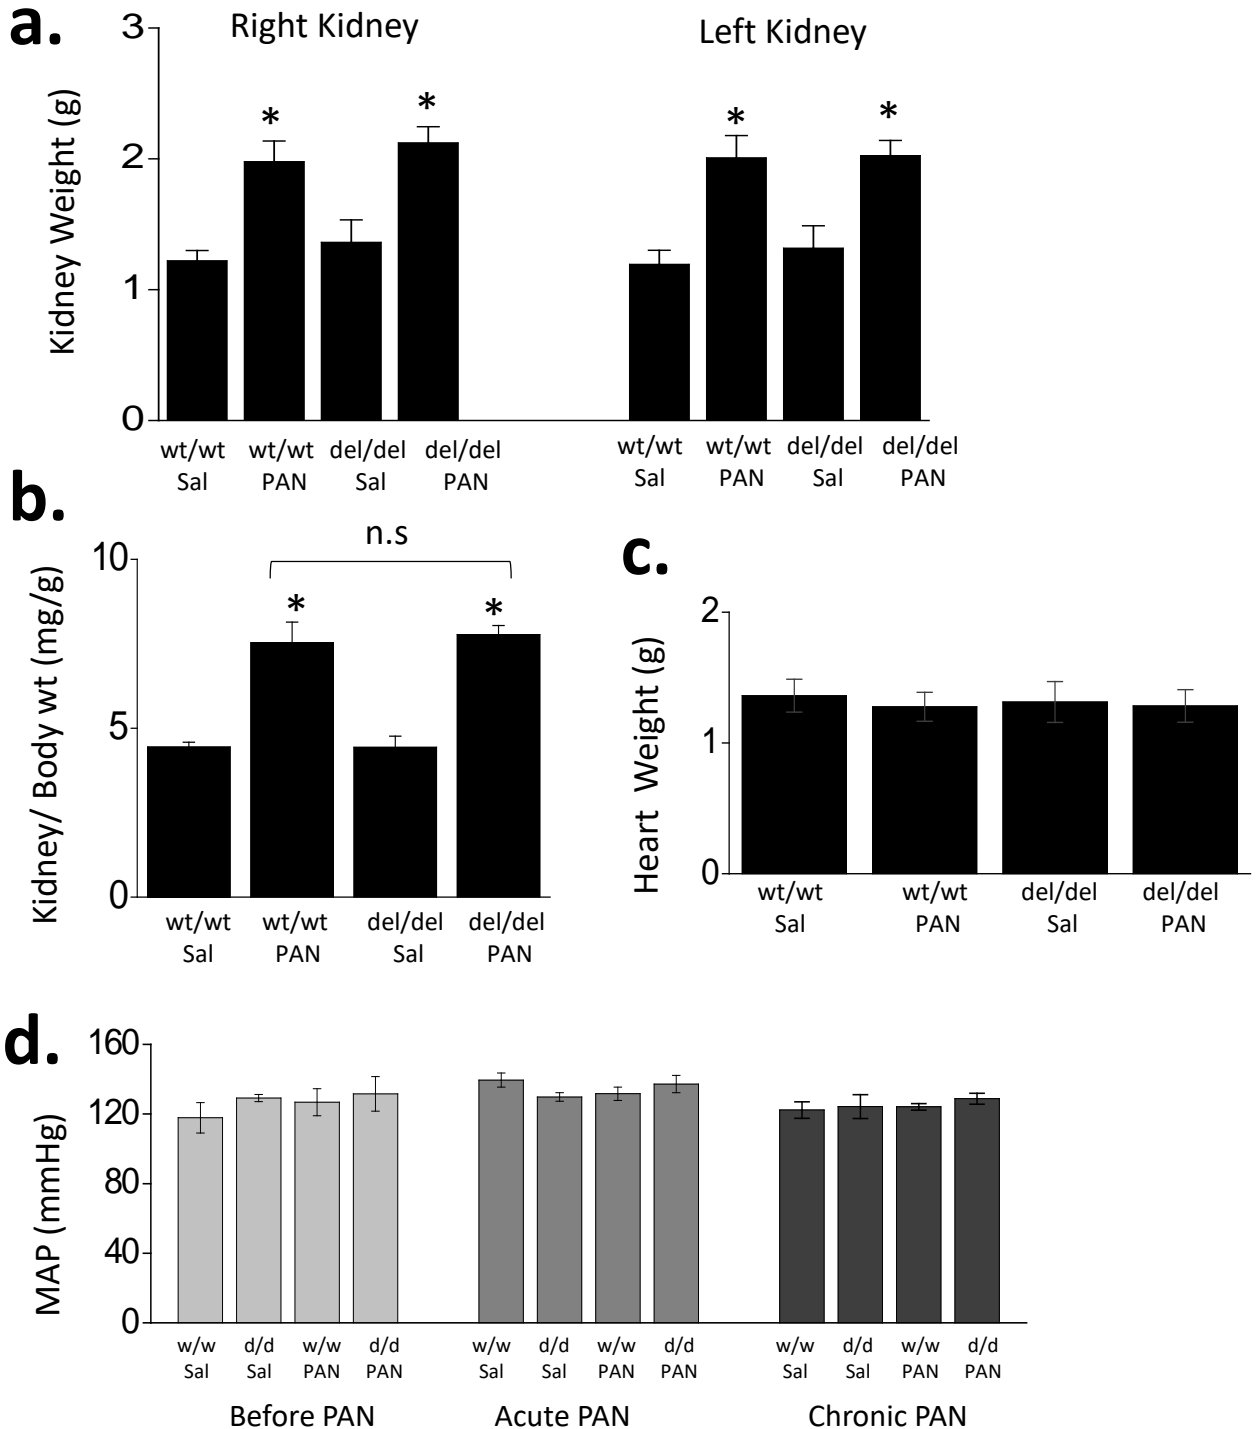 a.
Right Kidney
Left Kidney
Kidney Weight (g)
3
2
1
0
*
*
*
*
wt/wt wt/wt del/del del/del
Sal PAN Sal PAN
wt/wt wt/wt del/del del/del
Sal PAN Sal PAN
b.
n.s
Kidney/ Body wt (mg/g)
10
5
0
*
*
wt/wt wt/wt del/del del/del
Sal PAN Sal PAN
c.
Heart Weight (g)
2
1
0
wt/wt wt/wt del/del del/del
Sal PAN Sal PAN
d.
MAP (mmHg)
160
120
80
40
0
w/w d/d w/w d/d
Sal Sal PAN PAN
Before PAN
w/w d/d w/w d/d
Sal Sal PAN PAN
Acute PAN
w/w d/d w/w d/d
Sal Sal PAN PAN
Chronic PAN